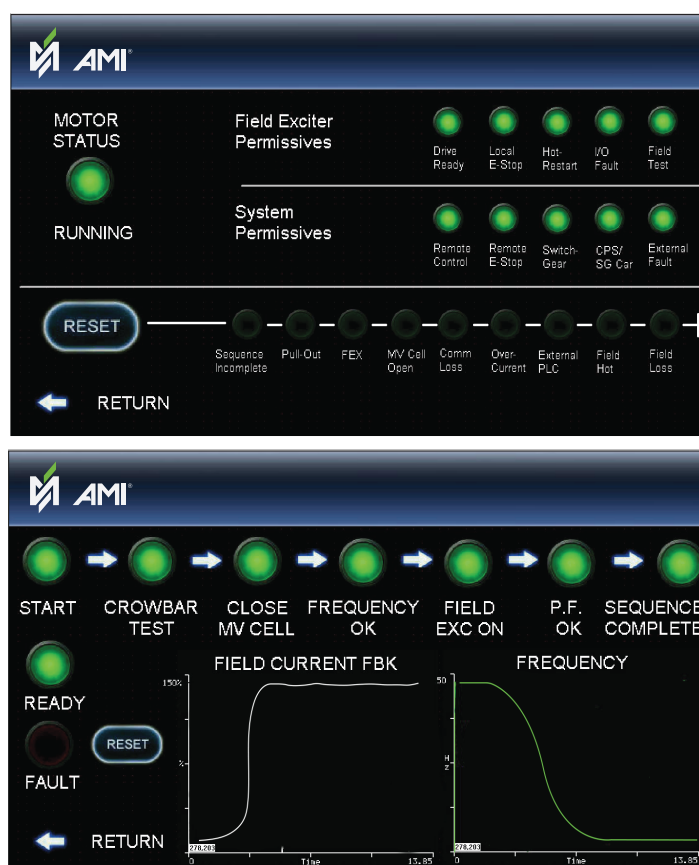 AMI®
MOTOR
STATUS
RUNNING
Field Exciter
Permissives
Drive
Ready
Local
E-Stop
Hot-
Restart
I/O
Fault
Field
Test
System
Permissives
Remote
Control
Remote
E-Stop
Switch-
Gear
CPS/
SG Car
External
Fault
RESET
Sequence
Incomplete
Pull-Out
FEX
MV Cell
Open
Comm
Loss
Over-
Current
External
PLC
Field
Hot
Field
Loss
RETURN
AMI®
START
CROWBAR
TEST
CLOSE
MV CELL
FREQUENCY
OK
FIELD
EXC ON
P.F.
OK
SEQUENCE
COMPLETE
READY
FAULT
RESET
RETURN
FIELD CURRENT FBK
150%
%
0
278,203
Time
13.85
FREQUENCY
50
H
z
0
278,203
Time
13.85